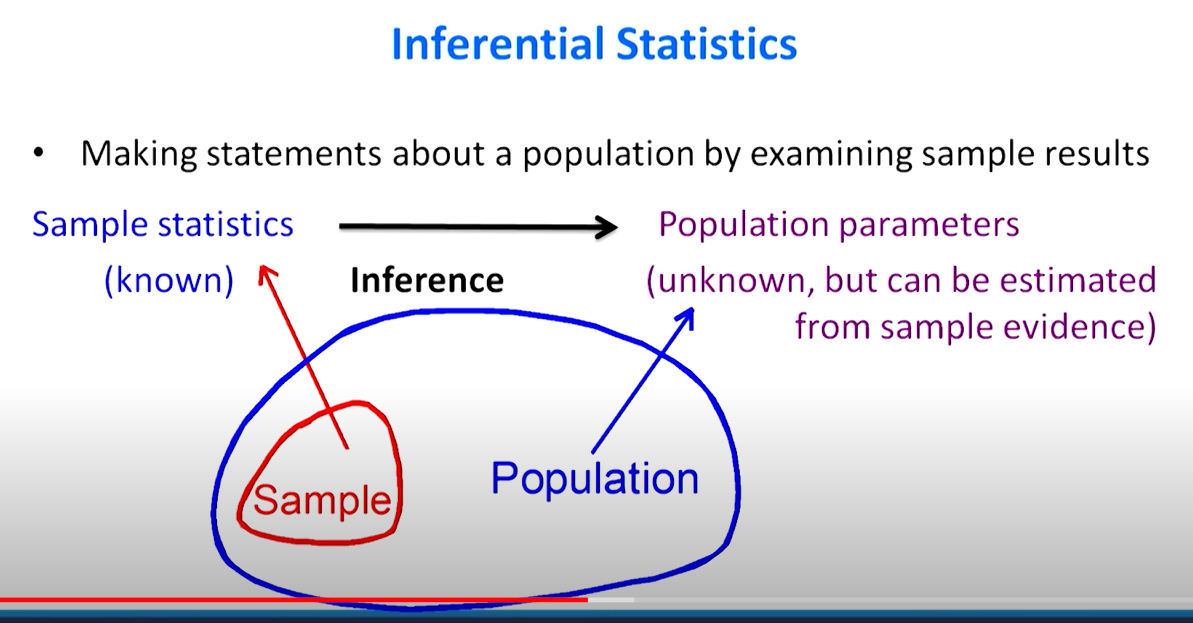 Inferential Statistics
• Making statements about a population by examining sample results
Sample statistics
Population parameters
(known)
Inference
(unknown, but can be estimated
from sample evidence)
Sample
Population